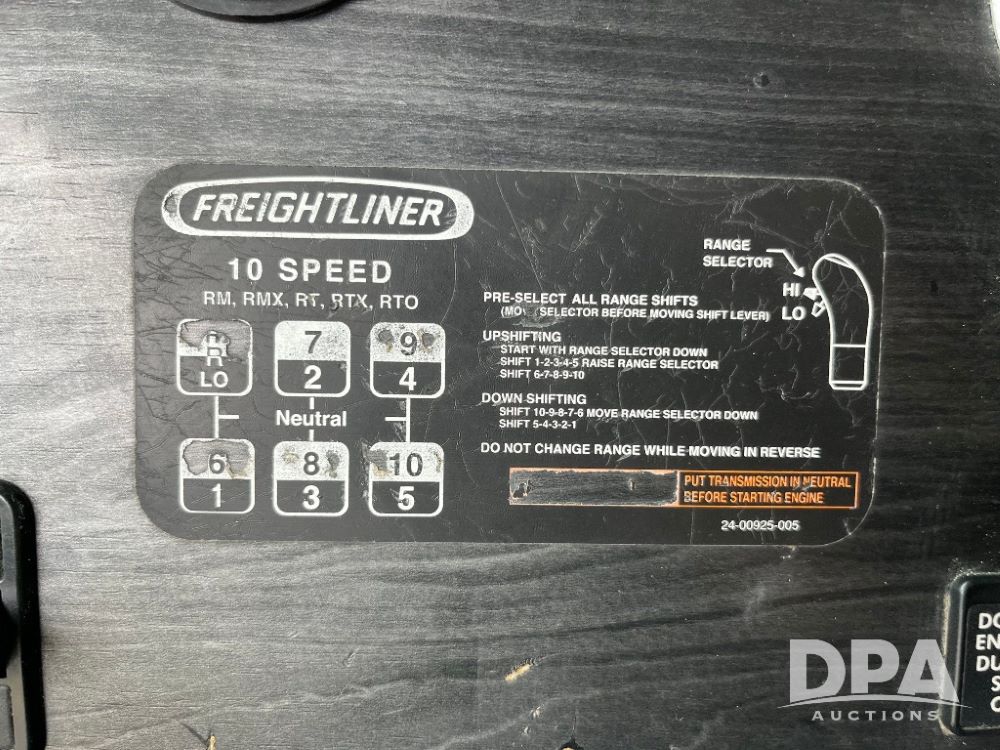 FREIGHTLINER
10 SPEED
RM, RMX, RT, RTX, RTO
R
LO
7
2
9
4
Neutral
6
1
8
3
10
5
RANGE
SELECTOR
HI
LO
PRE-SELECT ALL RANGE SHIFTS
(MOVE SELECTOR BEFORE MOVING SHIFT LEVER)
UPSHIFTING
START WITH RANGE SELECTOR DOWN
SHIFT 1-2-3-4-5 RAISE RANGE SELECTOR
SHIFT 6-7-8-9-10
DOWN SHIFTING
SHIFT 10-9-8-7-6 MOVE RANGE SELECTOR DOWN
SHIFT 5-4-3-2-1
DO NOT CHANGE RANGE WHILE MOVING IN REVERSE
PUT TRANSMISSION IN NEUTRAL
BEFORE STARTING ENGINE
24-00925-005
DPA
AUCTIONS